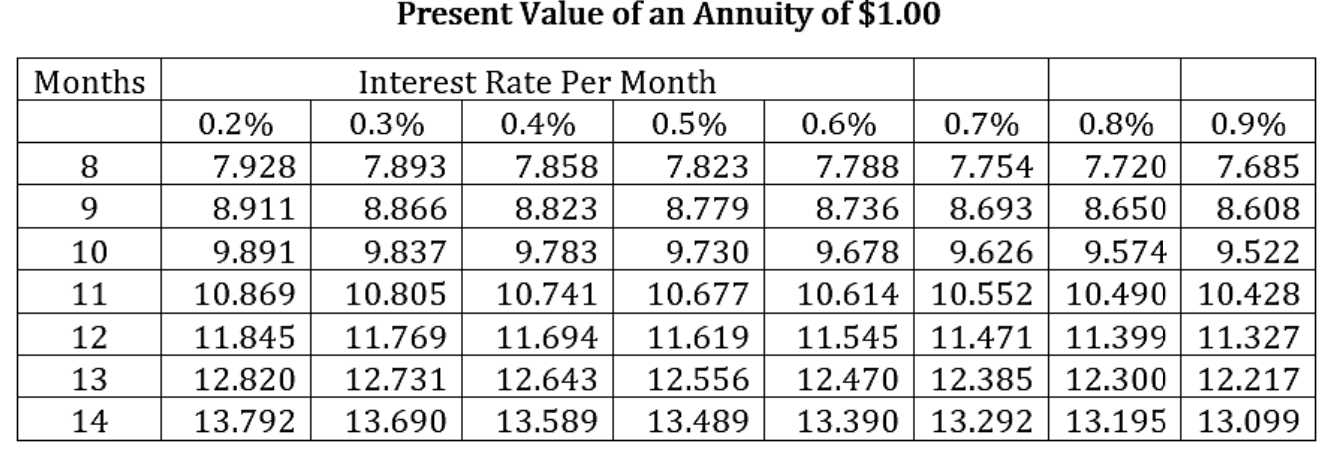 Present Value of an Annuity of $1.00
Months Interest Rate Per Month
0.2% 0.3% 0.4% 0.5% 0.6% 0.7% 0.8% 0.9%
8 7.928 7.893 7.858 7.823 7.788 7.754 7.720 7.685
9 8.911 8.866 8.823 8.779 8.736 8.693 8.650 8.608
10 9.891 9.837 9.783 9.730 9.678 9.626 9.574 9.522
11 10.869 10.805 10.741 10.677 10.614 10.552 10.490 10.428
12 11.845 11.769 11.694 11.619 11.545 11.471 11.399 11.327
13 12.820 12.731 12.643 12.556 12.470 12.385 12.300 12.217
14 13.792 13.690 13.589 13.489 13.390 13.292 13.195 13.099